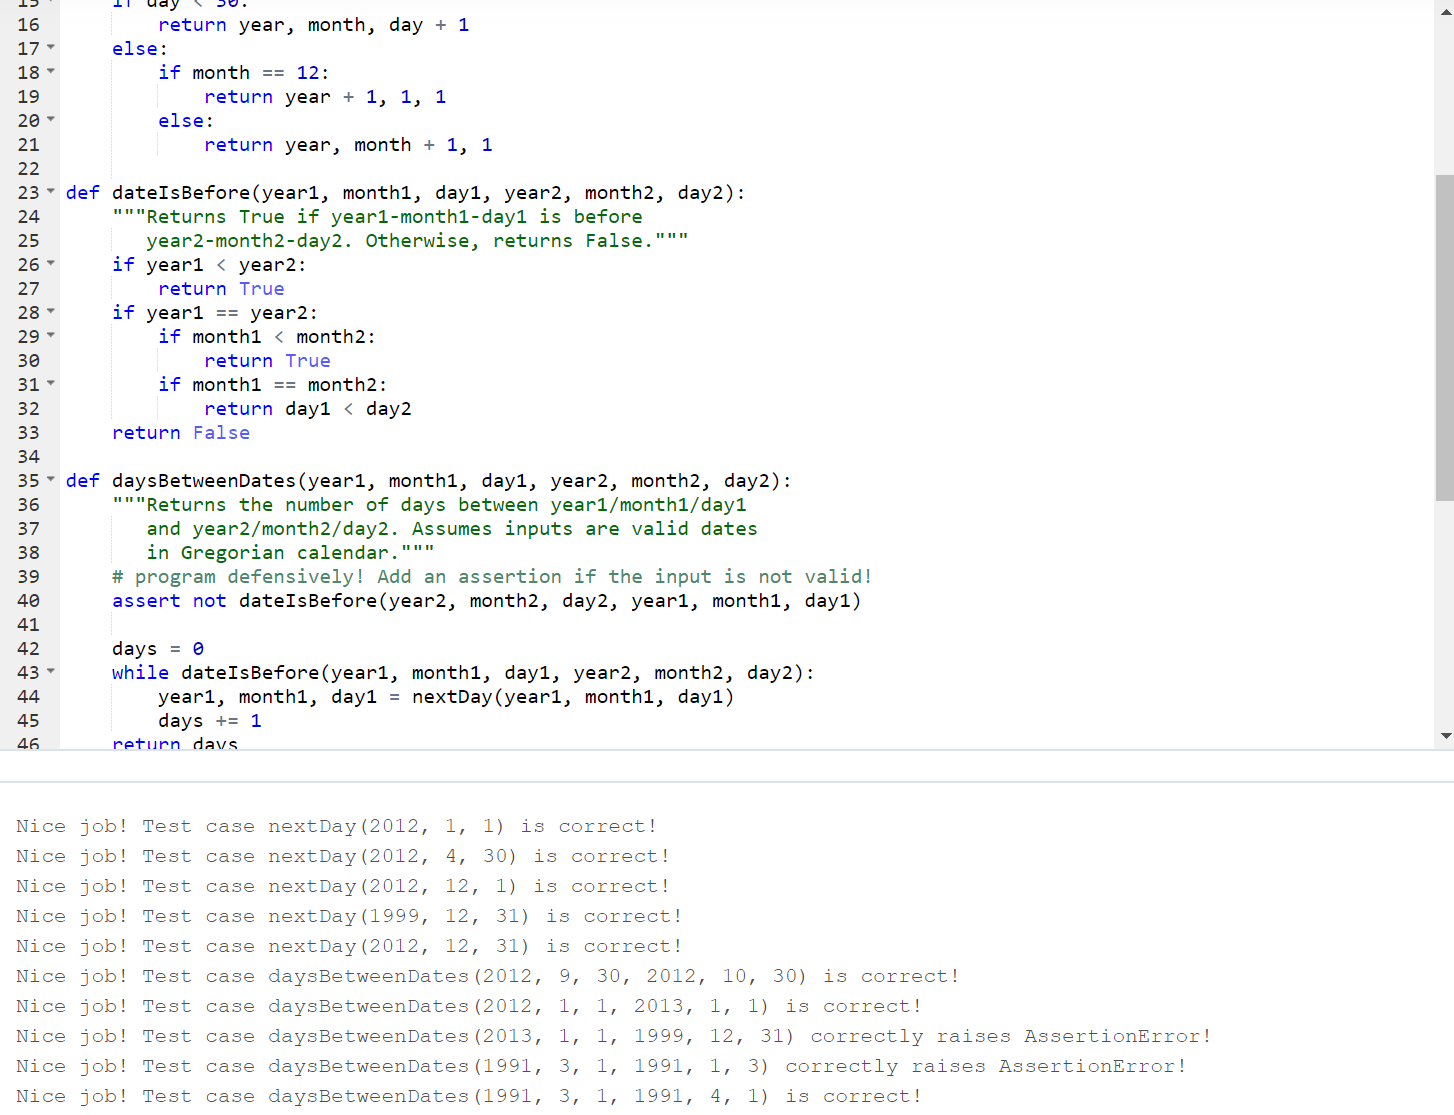 15 if day < 30:
16 return year, month, day + 1
17 else:
18 if month == 12:
19 return year + 1, 1, 1
20 else:
21 return year, month + 1, 1
22
23 def dateIsBefore(year1, month1, day1, year2, month2, day2):
24 """Returns True if year1-month1-day1 is before
25 year2-month2-day2. Otherwise, returns False."""
26 if year1 < year2:
27 return True
28 if year1 == year2:
29 if month1 < month2:
30 return True
31 if month1 == month2:
32 return day1 < day2
33 return False
34
35 def daysBetweenDates(year1, month1, day1, year2, month2, day2):
36 """Returns the number of days between year1/month1/day1
37 and year2/month2/day2. Assumes inputs are valid dates
38 in Gregorian calendar."""
39 # program defensively! Add an assertion if the input is not valid!
40 assert not dateIsBefore(year2, month2, day2, year1, month1, day1)
41
42 days = 0
43 while dateIsBefore(year1, month1, day1, year2, month2, day2):
44 year1, month1, day1 = nextDay(year1, month1, day1)
45 days += 1
46 return days
Nice job! Test case nextDay(2012, 1, 1) is correct!
Nice job! Test case nextDay(2012, 4, 30) is correct!
Nice job! Test case nextDay(2012, 12, 1) is correct!
Nice job! Test case nextDay(1999, 12, 31) is correct!
Nice job! Test case nextDay(2012, 12, 31) is correct!
Nice job! Test case daysBetweenDates(2012, 9, 30, 2012, 10, 30) is correct!
Nice job! Test case daysBetweenDates(2012, 1, 1, 2013, 1, 1) is correct!
Nice job! Test case daysBetweenDates(2013, 1, 1, 1999, 12, 31) correctly raises AssertionError!
Nice job! Test case daysBetweenDates(1991, 3, 1, 1991, 1, 3) correctly raises AssertionError!
Nice job! Test case daysBetweenDates(1991, 3, 1, 1991, 4, 1) is correct!